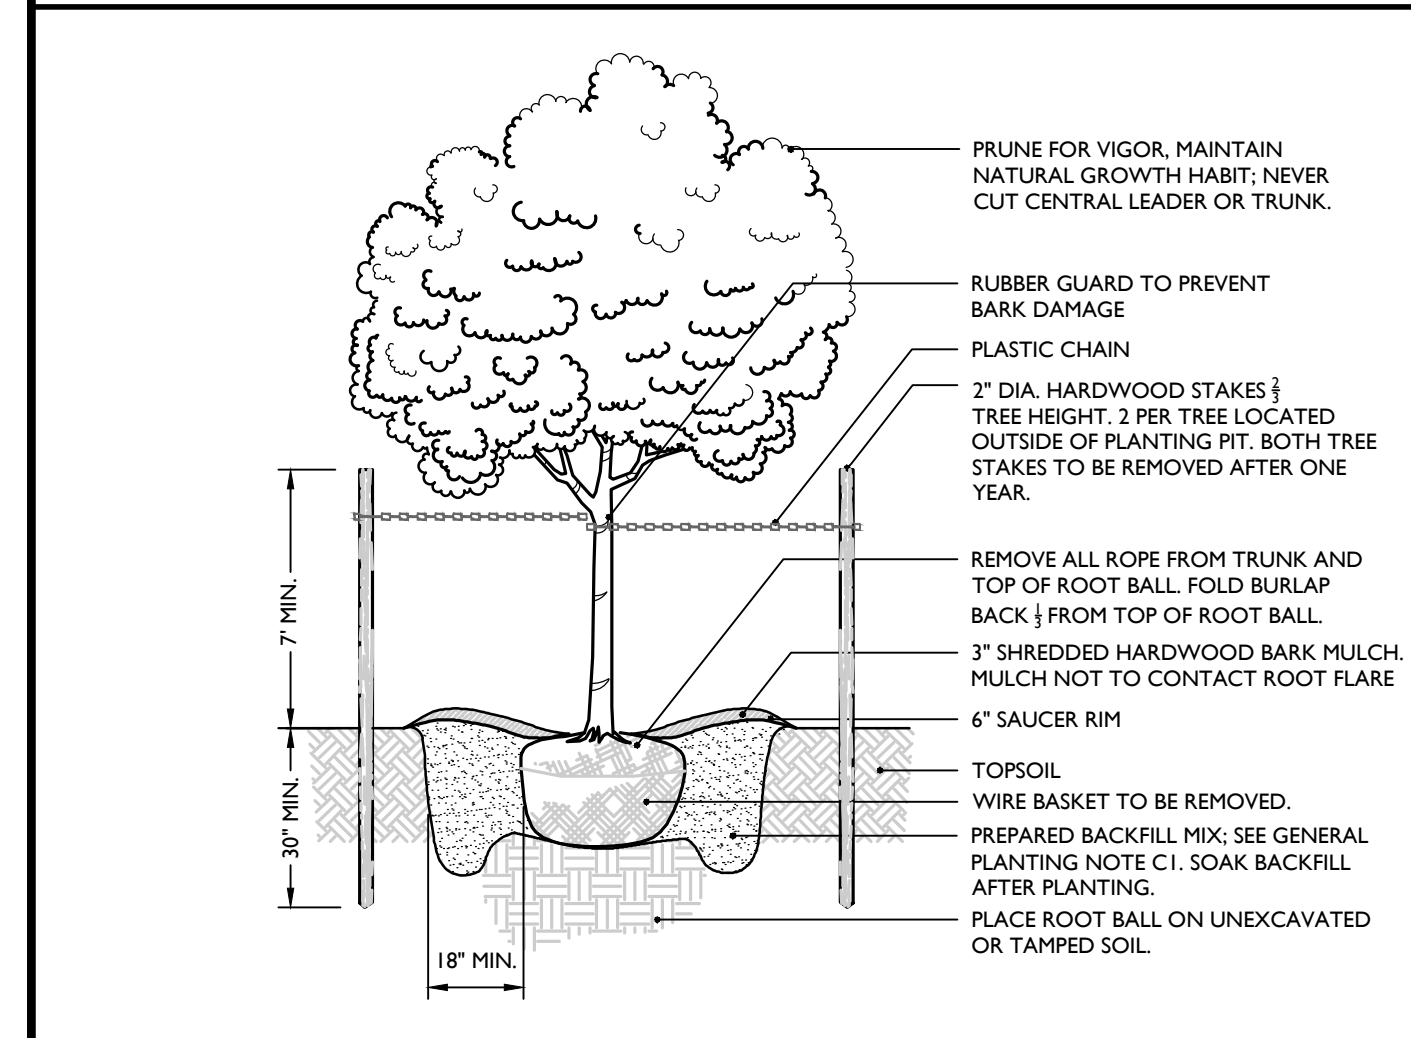 PRUNE FOR VIGOR, MAINTAIN
NATURAL GROWTH HABIT; NEVER
CUT CENTRAL LEADER OR TRUNK.
RUBBER GUARD TO PREVENT
BARK DAMAGE
PLASTIC CHAIN
2" DIA. HARDWOOD STAKES 2/3
TREE HEIGHT. 2 PER TREE LOCATED
OUTSIDE OF PLANTING PIT. BOTH TREE
STAKES TO BE REMOVED AFTER ONE
YEAR.
REMOVE ALL ROPE FROM TRUNK AND
TOP OF ROOT BALL. FOLD BURLAP
BACK 1/3 FROM TOP OF ROOT BALL.
3" SHREDDED HARDWOOD BARK MULCH.
MULCH NOT TO CONTACT ROOT FLARE
6" SAUCER RIM
TOPSOIL
WIRE BASKET TO BE REMOVED.
PREPARED BACKFILL MIX; SEE GENERAL
PLANTING NOTE C1. SOAK BACKFILL
AFTER PLANTING.
PLACE ROOT BALL ON UNEXCAVATED
OR TAMPED SOIL.
7' MIN.
30" MIN.
18" MIN.